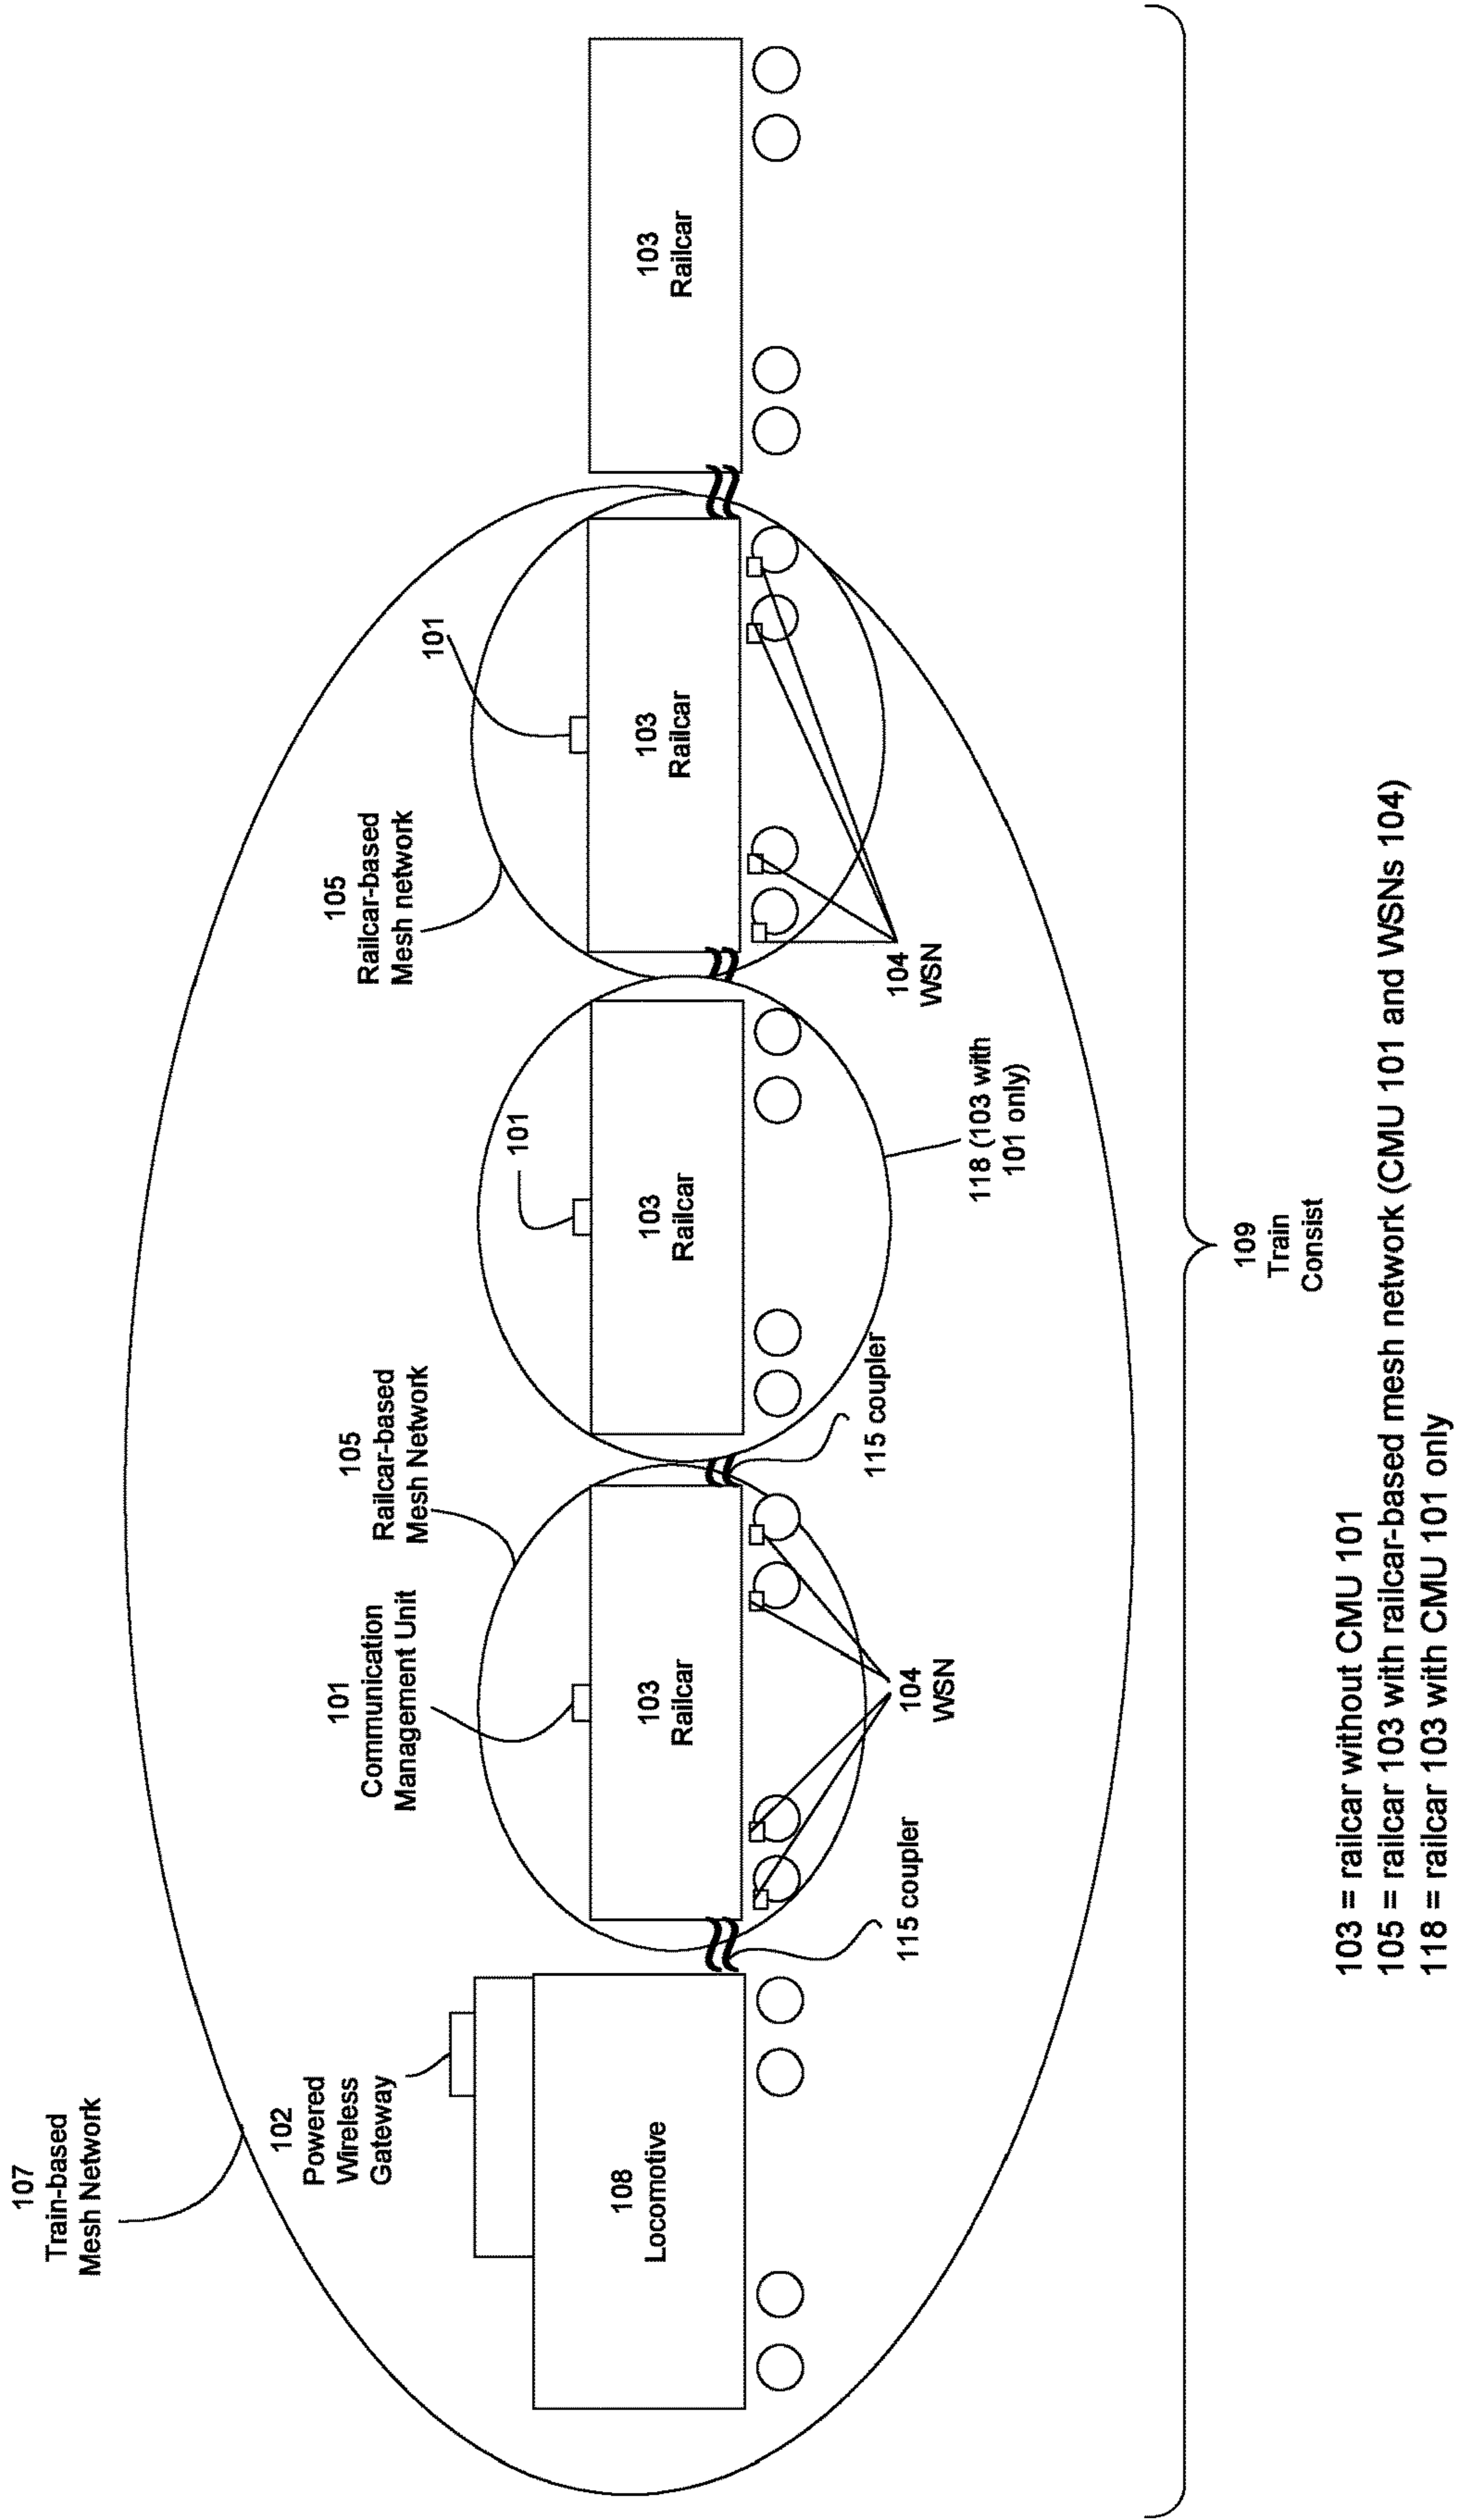 107
Train-based
Mesh Network
102
Powered
Wireless
Gateway
108
Locomotive
115 coupler
101
Communication
Management Unit
105
Railcar-based
Mesh Network
103
Railcar
104
WSN
115 coupler
101
103
Railcar
118 (103 with
101 only)
105
Railcar-based
Mesh network
101
103
Railcar
104
WSN
103
Railcar
109
Train
Consist
103 = railcar without CMU 101
105 = railcar 103 with railcar-based mesh network (CMU 101 and WSNs 104)
118 = railcar 103 with CMU 101 only